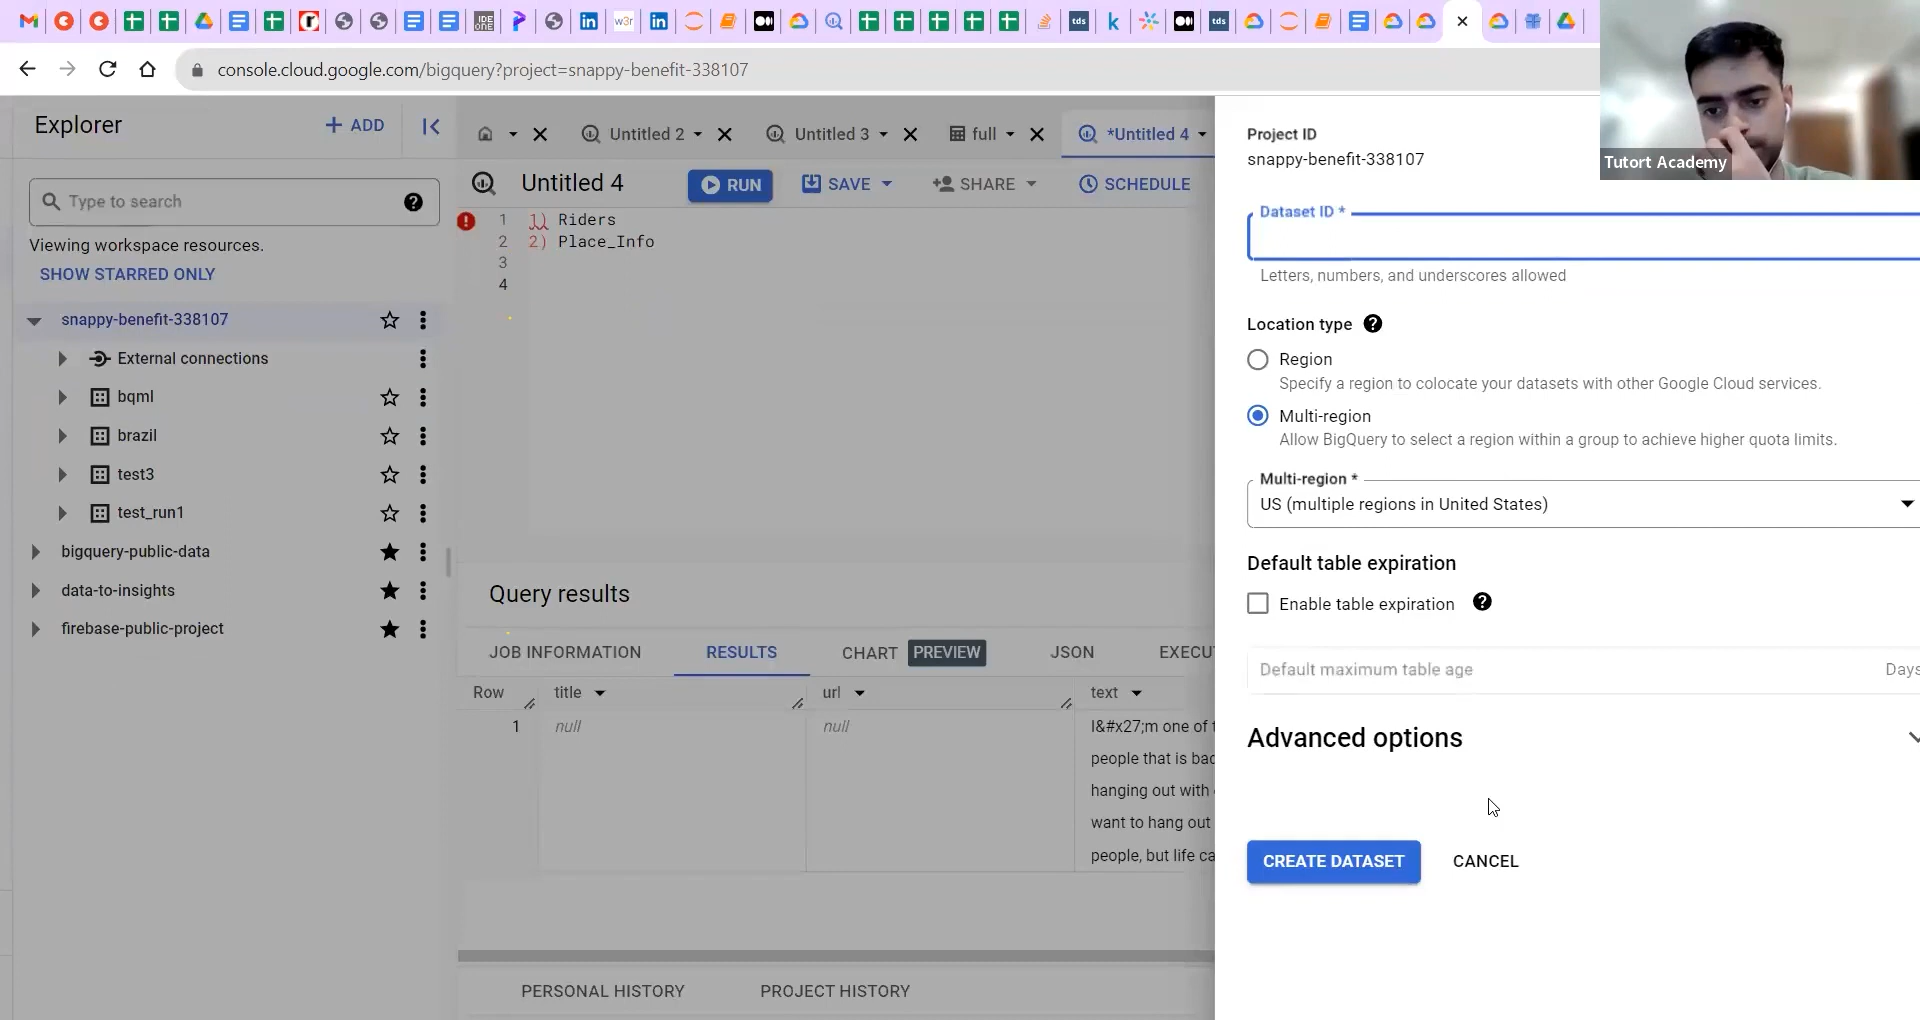 w3r
IDE
ONE
tds
k
tds
console.cloud.google.com/bigquery?project=snappy-benefit-338107
Tutort Academy
Explorer
+ ADD
Type to search
Viewing workspace resources.
SHOW STARRED ONLY
snappy-benefit-338107
External connections
bqml
brazil
test3
test_run1
bigquery-public-data
data-to-insights
firebase-public-project
Untitled 2
Untitled 3
full
*Untitled 4
Untitled 4
RUN
SAVE
SHARE
SCHEDULE
1 1) Riders
2 2) Place_Info
3
4
Query results
JOB INFORMATION
RESULTS
CHART PREVIEW
JSON
EXECU
Row title url text
1 null null I&#x27;m one of t
people that is bac
hanging out with
want to hang out
people, but life ca
PERSONAL HISTORY
PROJECT HISTORY
Project ID
snappy-benefit-338107
Dataset ID *
Letters, numbers, and underscores allowed
Location type
Region
Specify a region to colocate your datasets with other Google Cloud services.
Multi-region
Allow BigQuery to select a region within a group to achieve higher quota limits.
Multi-region *
US (multiple regions in United States)
Default table expiration
Enable table expiration
Default maximum table age
Days
Advanced options
CREATE DATASET
CANCEL